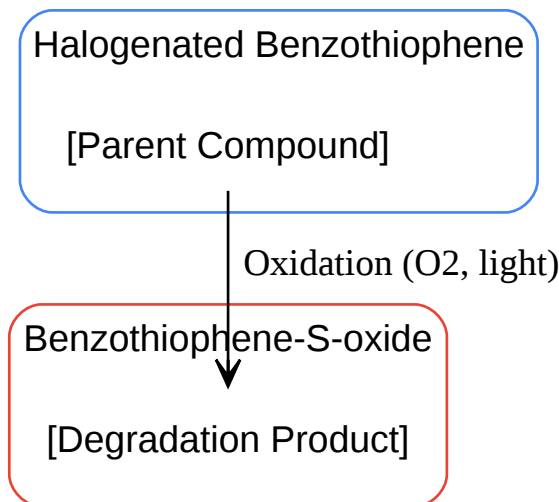 Halogenated Benzothiophene
[Parent Compound]
Oxidation (O2, light)
Benzothiophene-S-oxide
[Degradation Product]